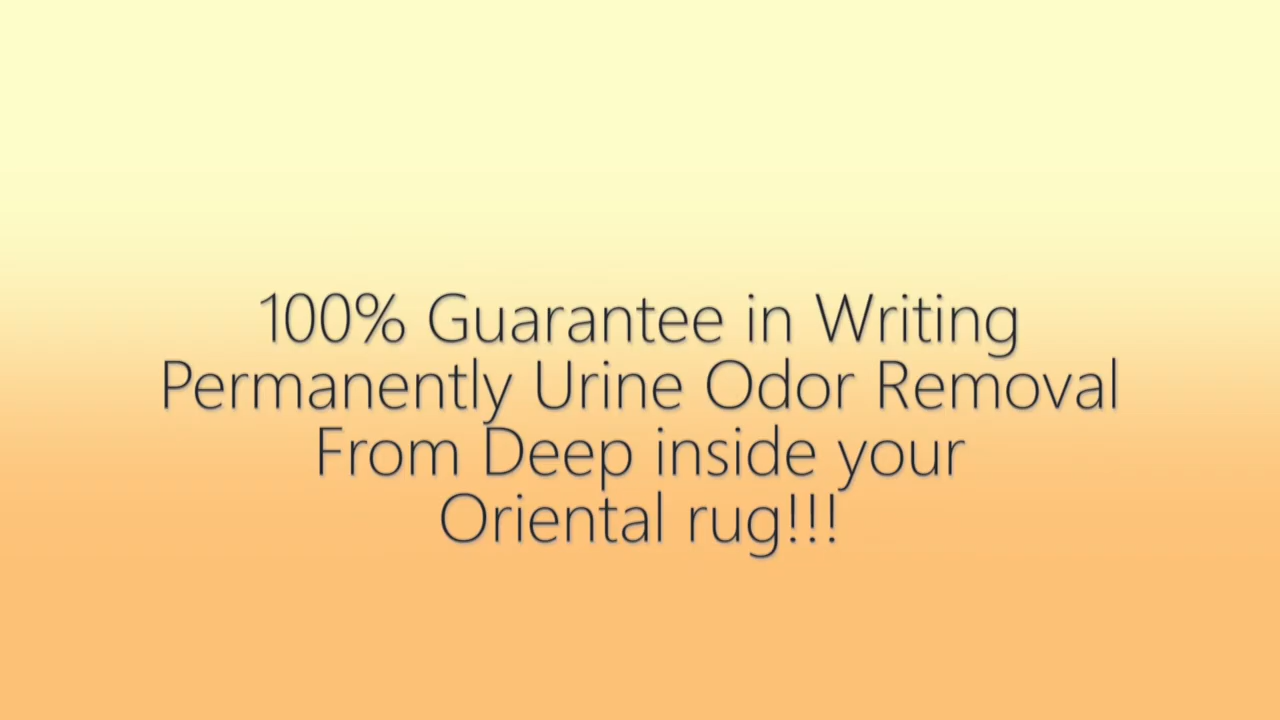 100% Guarantee in Writing
Permanently Urine Odor Removal
From Deep inside your
Oriental rug!!!